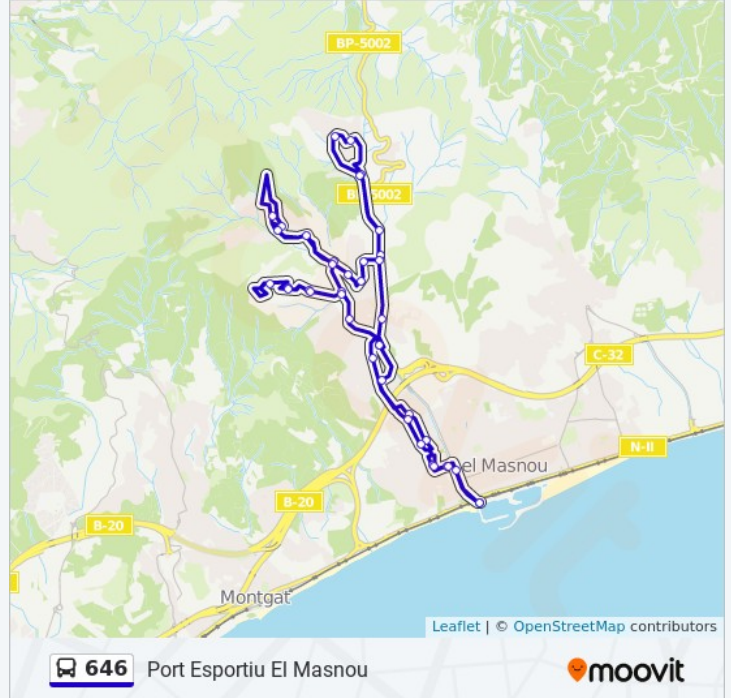 BP-5002
BP-5002
C-32
N-II
el Masnou
B-20
B-20
Montgat
Leaflet | © OpenStreetMap contributors
646 Port Esportiu El Masnou
moovit